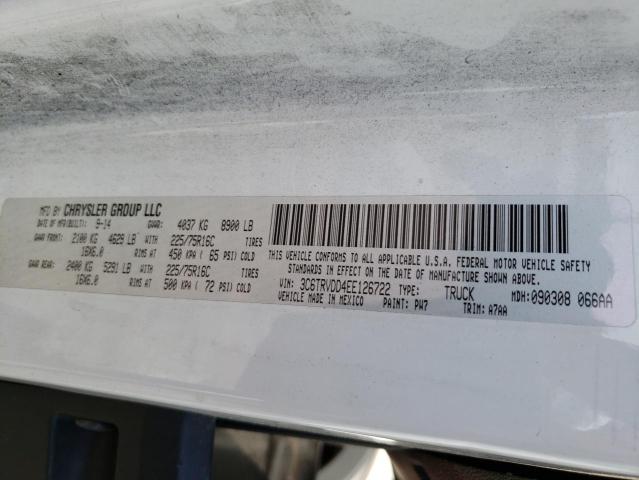 MFD BY CHRYSLER GROUP LLC
DATE OF MFR/BUILT: 9-14 GVWR: 4037 KG 8900 LB
GAWR FRONT: 2100 KG 4629 LB WITH 225/75R16C TIRES
16X6.0 RIMS AT 450 KPA ( 65 PSI) COLD
GAWR REAR: 2400 KG 5291 LB WITH 225/75R16C TIRES
16X6.0 RIMS AT 500 KPA ( 72 PSI) COLD
THIS VEHICLE CONFORMS TO ALL APPLICABLE U.S.A. FEDERAL MOTOR VEHICLE SAFETY
STANDARDS IN EFFECT ON THE DATE OF MANUFACTURE SHOWN ABOVE.
VIN: 3C6TRVDD4EE126722 TYPE: TRUCK MDH: 090308 066AA
VEHICLE MADE IN MEXICO PAINT: PW7 TRIM: A7AA